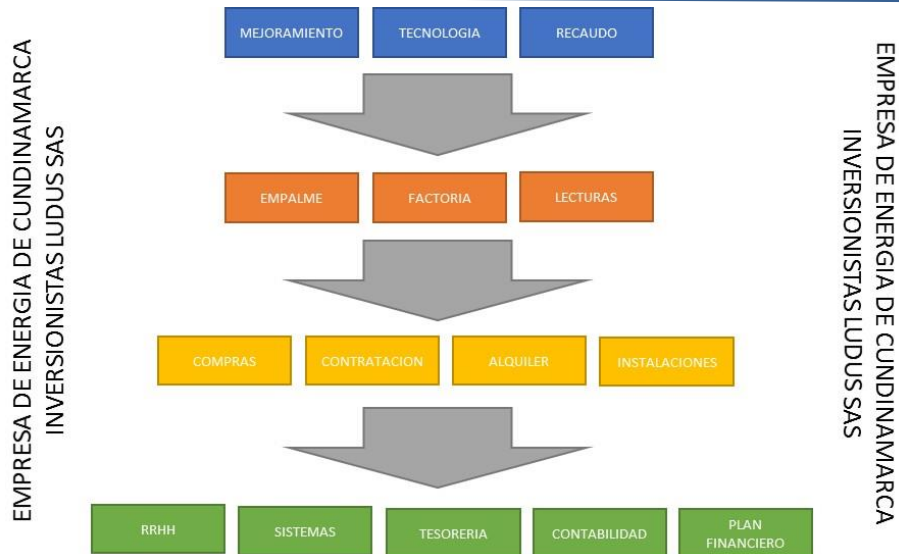 EMPRESA DE ENERGIA DE CUNDINAMARCA
INVERSIONISTAS LUDUS SAS
MEJORAMIENTO
TECNOLOGIA
RECAUDO
EMPALME
FACTORIA
LECTURAS
COMPRAS
CONTRATACION
ALQUILER
INSTALACIONES
RRHH
SISTEMAS
TESORERIA
CONTABILIDAD
PLAN
FINANCIERO
EMPRESA DE ENERGIA DE CUNDINAMARCA
INVERSIONISTAS LUDUS SAS